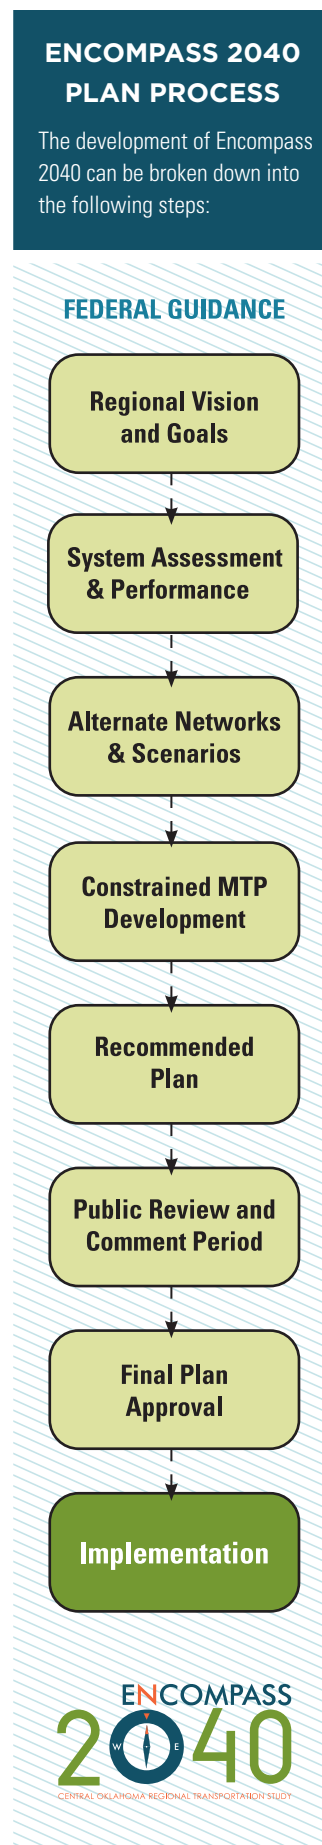 ENCOMPASS 2040
PLAN PROCESS
The development of Encompass
2040 can be broken down into
the following steps:
FEDERAL GUIDANCE
Regional Vision
and Goals
System Assessment
& Performance
Alternate Networks
& Scenarios
Constrained MTP
Development
Recommended
Plan
Public Review and
Comment Period
Final Plan
Approval
Implementation
ENCOMPASS
2040
W E
CENTRAL OKLAHOMA REGIONAL TRANSPORTATION STUDY